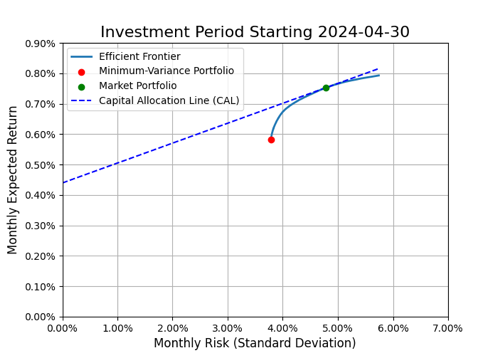 Investment Period Starting 2024-04-30
Efficient Frontier
Minimum-Variance Portfolio
Market Portfolio
Capital Allocation Line (CAL)
Monthly Expected Return
0.90%
0.80%
0.70%
0.60%
0.50%
0.40%
0.30%
0.20%
0.10%
0.00%
0.00% 1.00% 2.00% 3.00% 4.00% 5.00% 6.00% 7.00%
Monthly Risk (Standard Deviation)